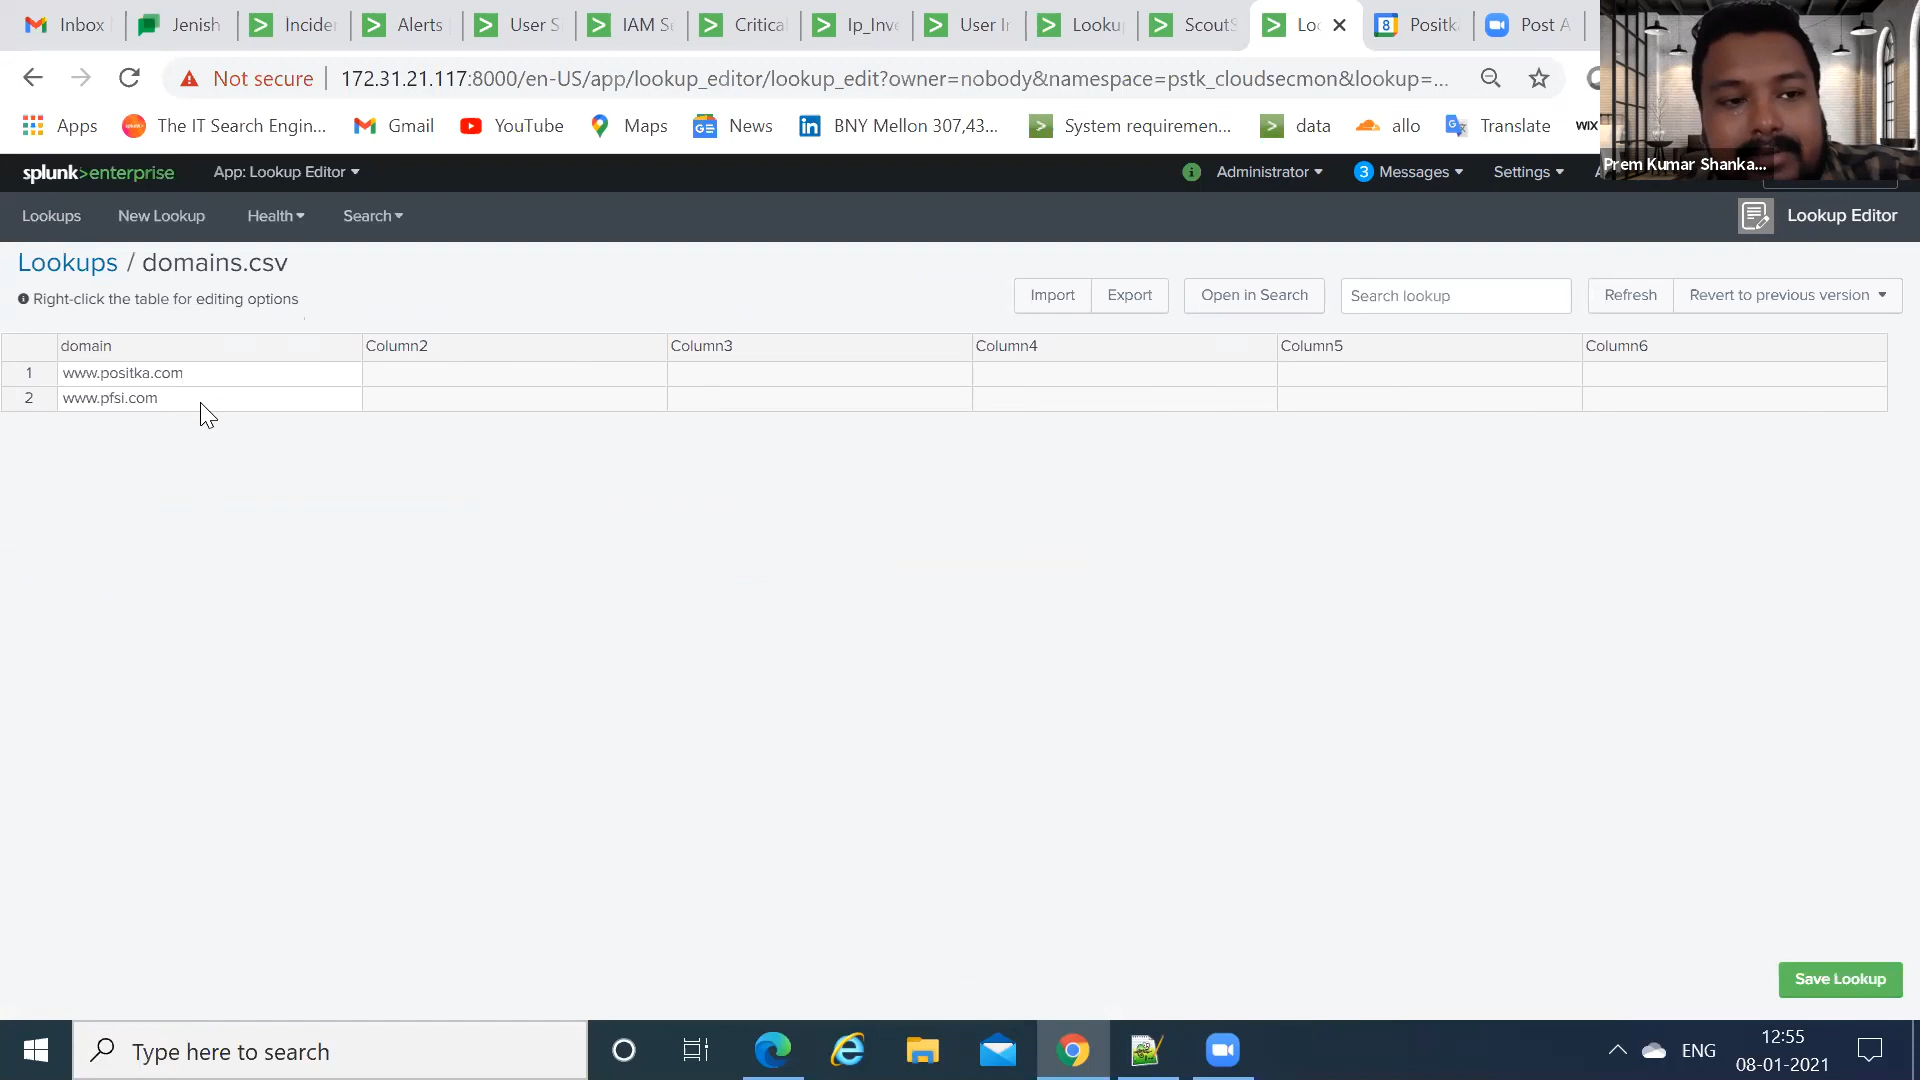 Inbox
Jenish
Incider
Alerts
User S
IAM Se
Critical
Ip_Inve
User In
Looku
ScoutS
Lo
8
Positk
Post A
Not secure
172.31.21.117:8000/en-US/app/lookup_editor/lookup_edit?owner=nobody&namespace=pstk_cloudsecmon&lookup=...
Apps
The IT Search Engin...
Gmail
YouTube
Maps
News
BNY Mellon 307,43...
System requiremen...
data
allo
Translate
WIX
Prem Kumar Shanka...
splunk>enterprise
App: Lookup Editor
Administrator
3 Messages
Settings
Lookups
New Lookup
Health
Search
Lookup Editor
Lookups / domains.csv
Right-click the table for editing options
Import
Export
Open in Search
Search lookup
Refresh
Revert to previous version
domain Column2 Column3 Column4 Column5 Column6
1 www.positka.com
2 www.pfsi.com
Save Lookup
Type here to search
ENG
12:55
08-01-2021